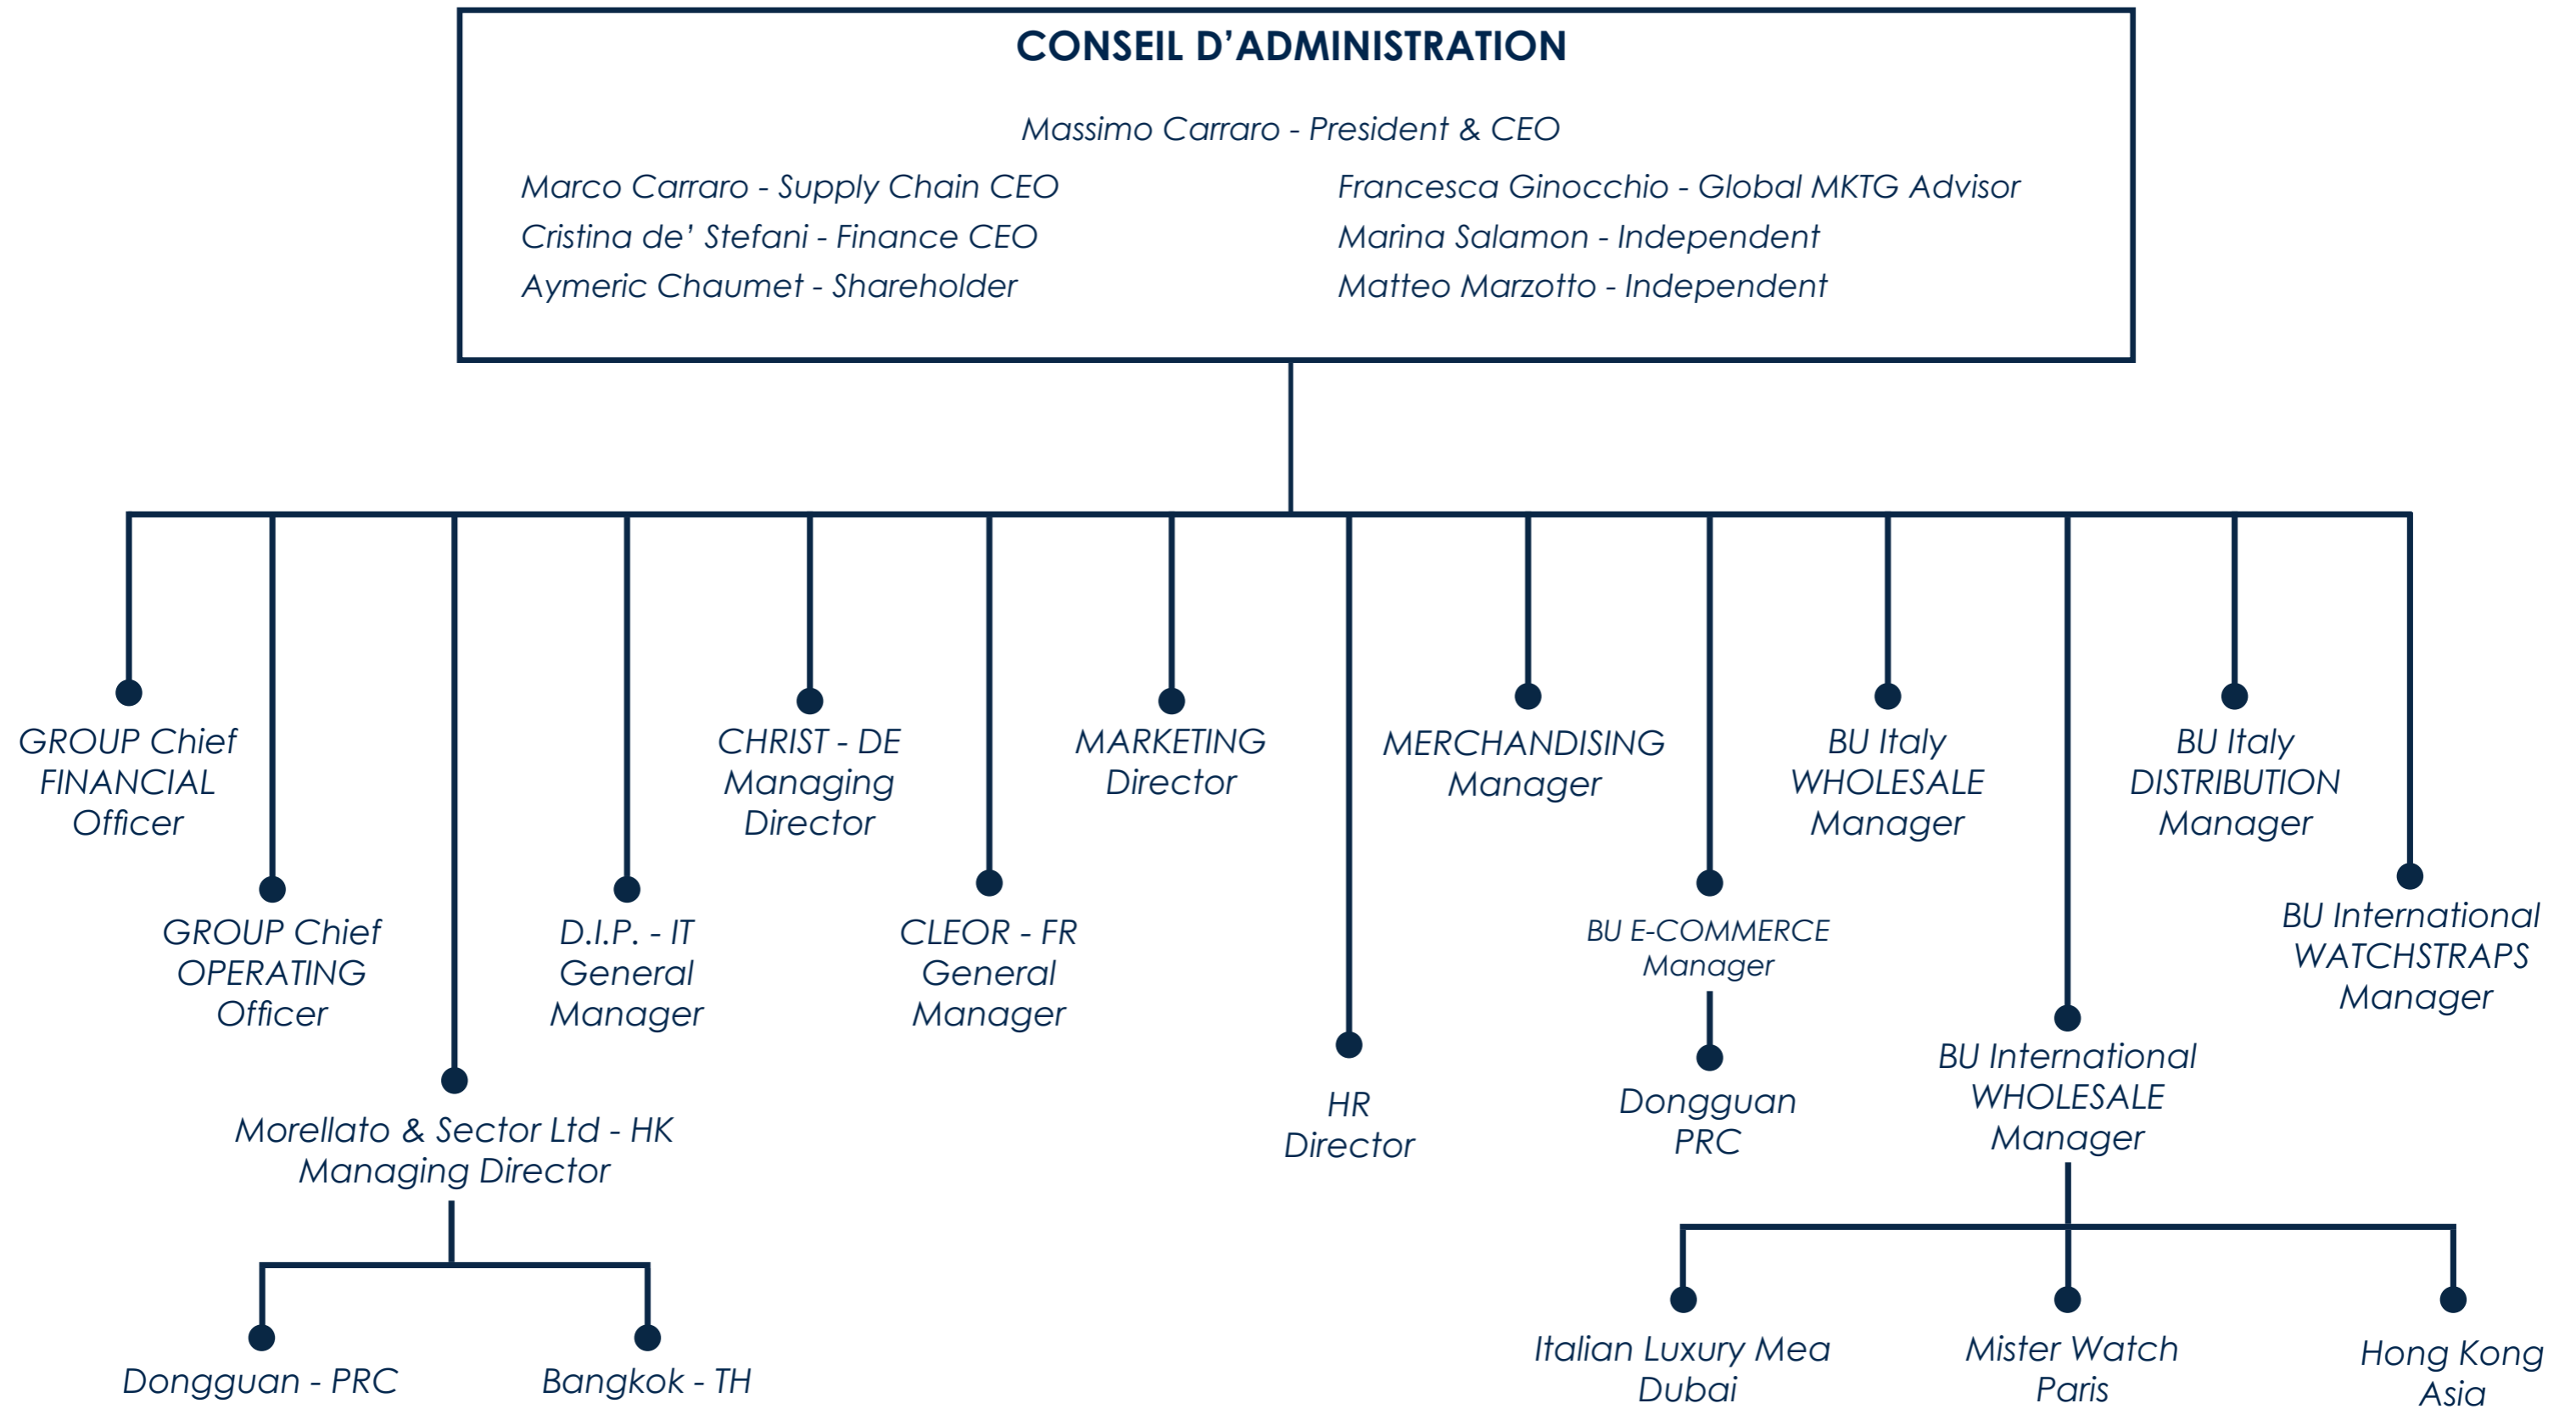 CONSEIL D’ADMINISTRATION
Massimo Carraro - President & CEO
Marco Carraro - Supply Chain CEO
Cristina de’ Stefani - Finance CEO
Aymeric Chaumet - Shareholder
Francesca Ginocchio - Global MKTG Advisor
Marina Salamon - Independent
Matteo Marzotto - Independent
GROUP Chief
FINANCIAL
Officer
GROUP Chief
OPERATING
Officer
Morellato & Sector Ltd - HK
Managing Director
Dongguan - PRC
Bangkok - TH
D.I.P. - IT
General
Manager
CHRIST - DE
Managing
Director
CLEOR - FR
General
Manager
MARKETING
Director
HR
Director
MERCHANDISING
Manager
BU E-COMMERCE
Manager
Dongguan
PRC
BU Italy
WHOLESALE
Manager
BU International
WHOLESALE
Manager
Italian Luxury Mea
Dubai
Mister Watch
Paris
Hong Kong
Asia
BU Italy
DISTRIBUTION
Manager
BU International
WATCHSTRAPS
Manager